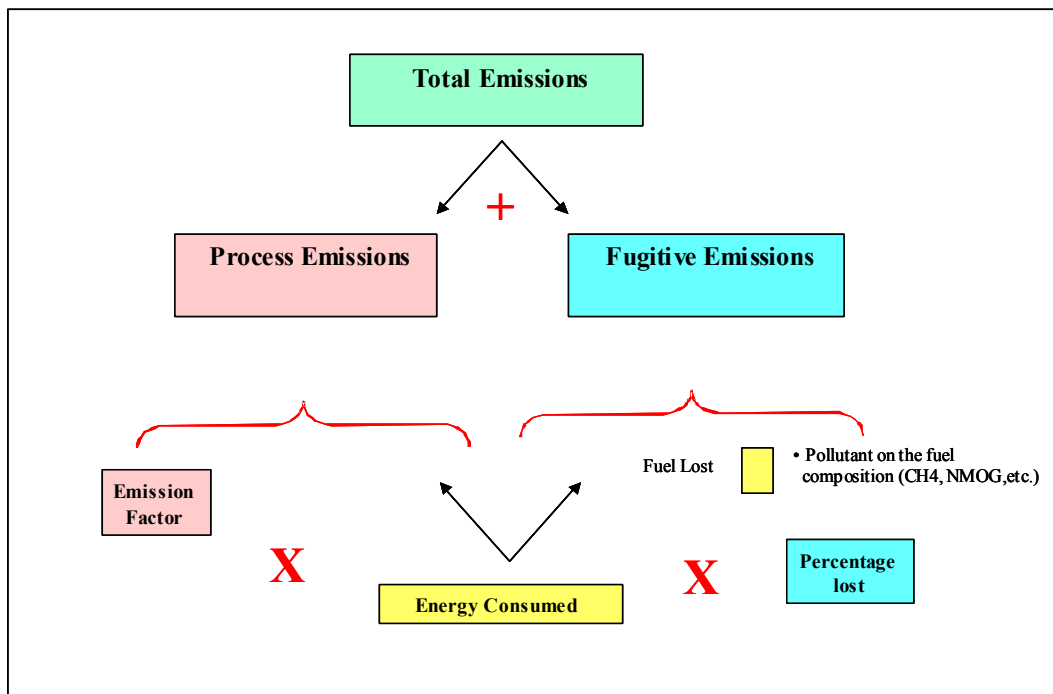 Total Emissions
+
Process Emissions
Fugitive Emissions
Fuel Lost
• Pollutant on the fuel
composition (CH4, NMOG,etc.)
Emission
Factor
X
X
Percentage
lost
Energy Consumed